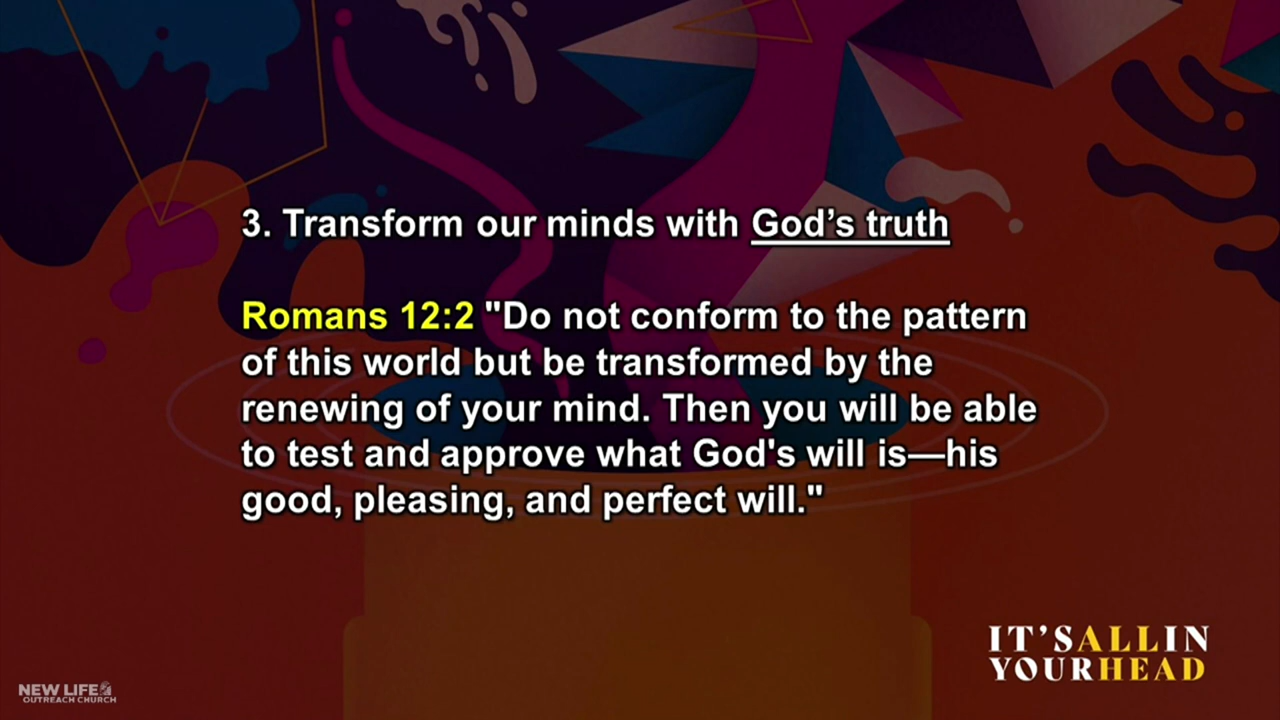 3. Transform our minds with God’s truth
Romans 12:2 "Do not conform to the pattern
of this world but be transformed by the
renewing of your mind. Then you will be able
to test and approve what God's will is—his
good, pleasing, and perfect will."
IT’SALLIN
YOURHEAD
NEW LIFE
OUTREACH CHURCH